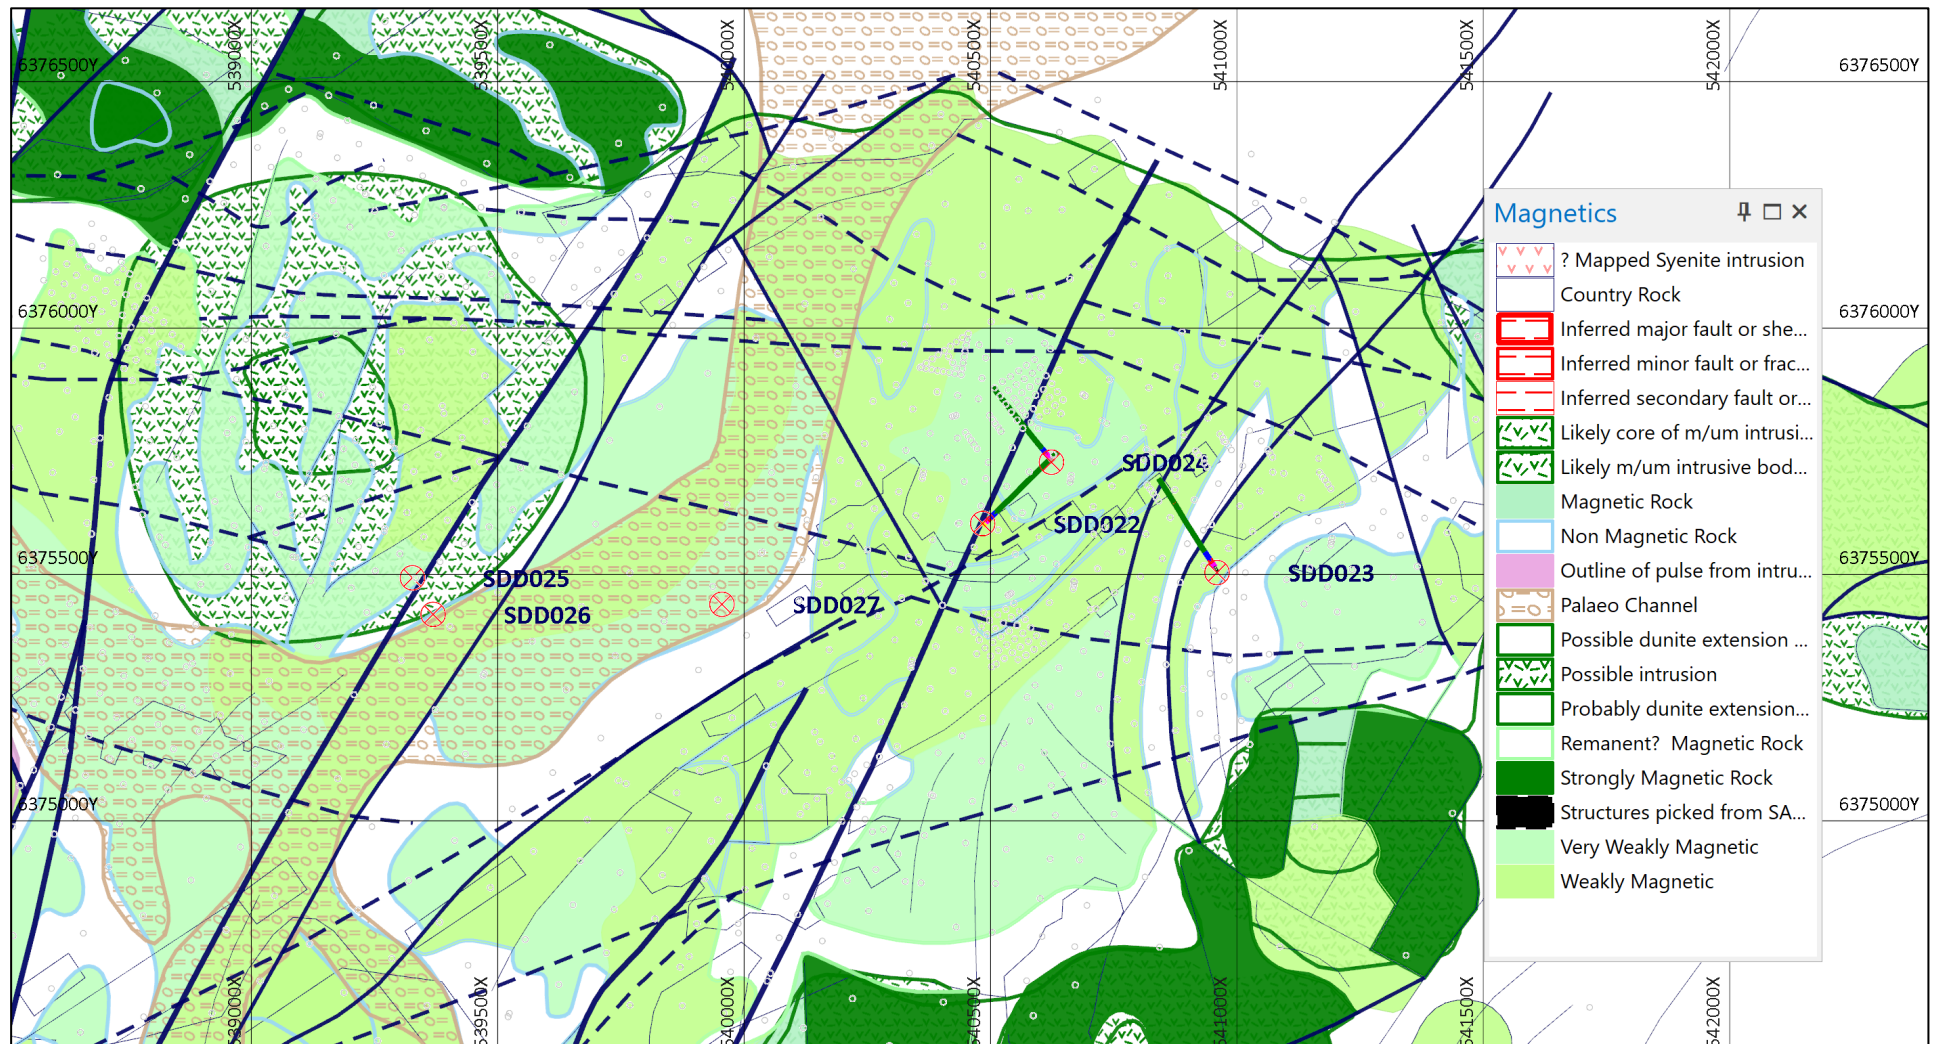 539000X
539500X
540000X
540500X
541000X
541500X
542000X
6376500Y
6376500Y
Magnetics
? Mapped Syenite intrusion
Country Rock
6376000Y
6376000Y
Inferred major fault or she...
Inferred minor fault or frac...
Inferred secondary fault or...
Likely core of m/um intrusi...
SDD024
Likely m/um intrusive bod...
Magnetic Rock
SDD022
Non Magnetic Rock
6375500Y
6375500Y
SDD025
SDD023
Outline of pulse from intru...
SDD026
SDD027
Palaeo Channel
Possible dunite extension ...
Possible intrusion
Probably dunite extension...
Remanent? Magnetic Rock
Strongly Magnetic Rock
6375000Y
6375000Y
Structures picked from SA...
Very Weakly Magnetic
Weakly Magnetic
539000X
539500X
540000X
540500X
541000X
541500X
542000X